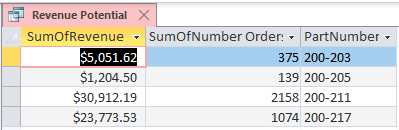 Revenue Potential
SumOfRevenue SumOfNumber Orders PartNumber
$5,051.62 375 200-203
$1,204.50 139 200-205
$30,912.19 2158 200-211
$23,773.53 1074 200-217